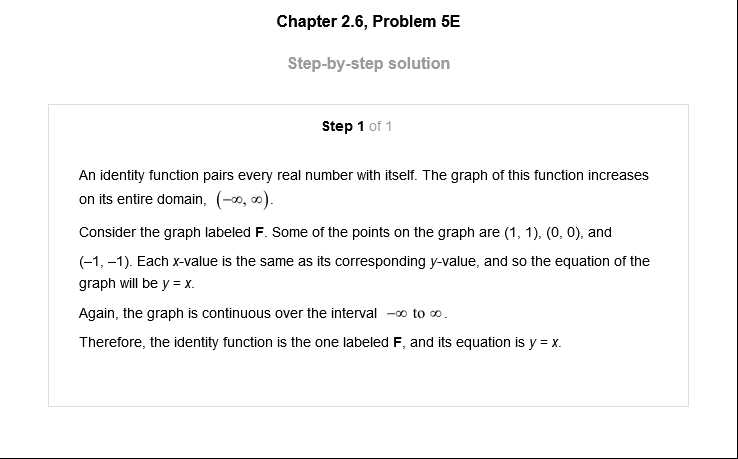 Chapter 2.6, Problem 5E
Step-by-step solution
Step 1 of 1
An identity function pairs every real number with itself. The graph of this function increases
on its entire domain, (−∞, ∞).
Consider the graph labeled F. Some of the points on the graph are (1, 1), (0, 0), and
(–1, –1). Each x-value is the same as its corresponding y-value, and so the equation of the
graph will be y = x.
Again, the graph is continuous over the interval −∞ to ∞.
Therefore, the identity function is the one labeled F, and its equation is y = x.